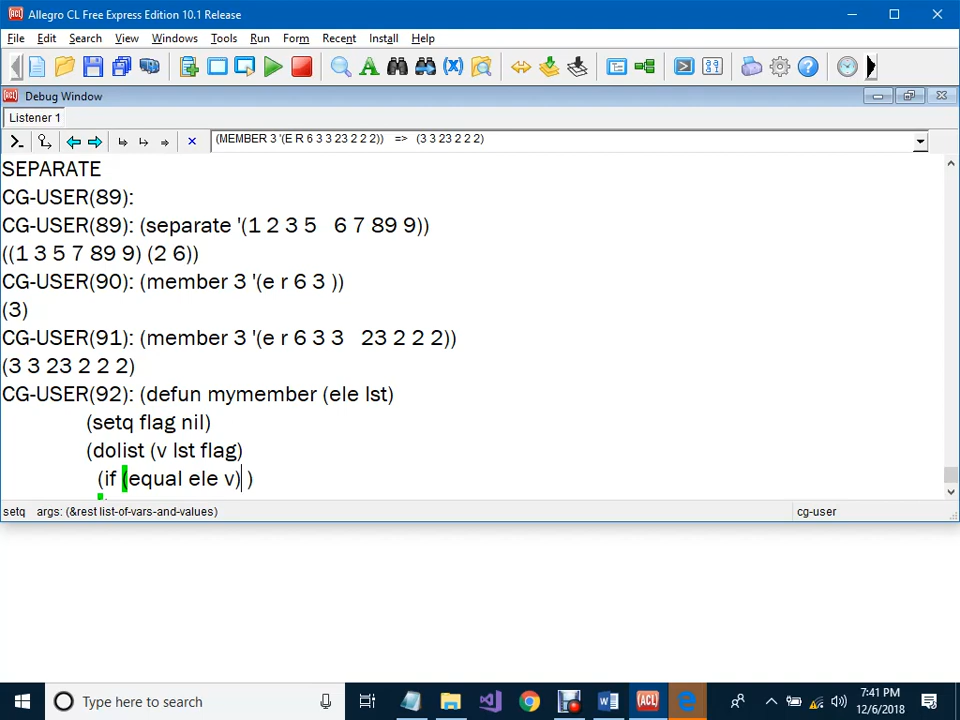 Allegro CL Free Express Edition 10.1 Release
File Edit Search View Windows Tools Run Form Recent Install Help
Debug Window
Listener 1
(MEMBER 3 '(E R 6 3 3 23 2 2 2)) => (3 3 23 2 2 2)
SEPARATE
CG-USER(89):
CG-USER(89): (separate '(1 2 3 5 6 7 89 9))
((1 3 5 7 89 9) (2 6))
CG-USER(90): (member 3 '(e r 6 3 ))
(3)
CG-USER(91): (member 3 '(e r 6 3 3 23 2 2 2))
(3 3 23 2 2 2)
CG-USER(92): (defun mymember (ele lst)
(setq flag nil)
(dolist (v lst flag)
(if (equal ele v) )
setq args: (&rest list-of-vars-and-values) cg-user
Type here to search
7:41 PM
12/6/2018